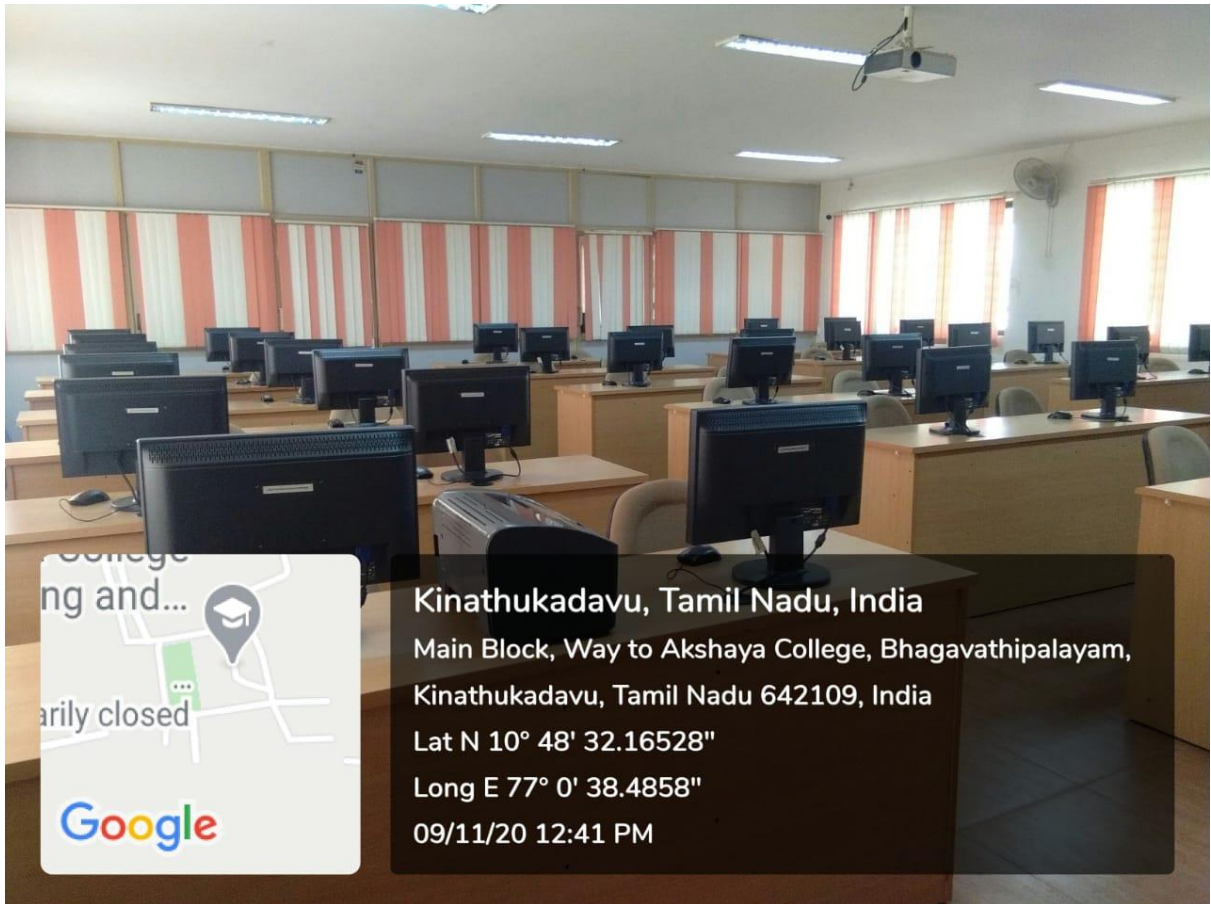 College
ng and...
...
arily closed
Google
Kinathukadavu, Tamil Nadu, India
Main Block, Way to Akshaya College, Bhagavathipalayam,
Kinathukadavu, Tamil Nadu 642109, India
Lat N 10° 48' 32.16528"
Long E 77° 0' 38.4858"
09/11/20 12:41 PM